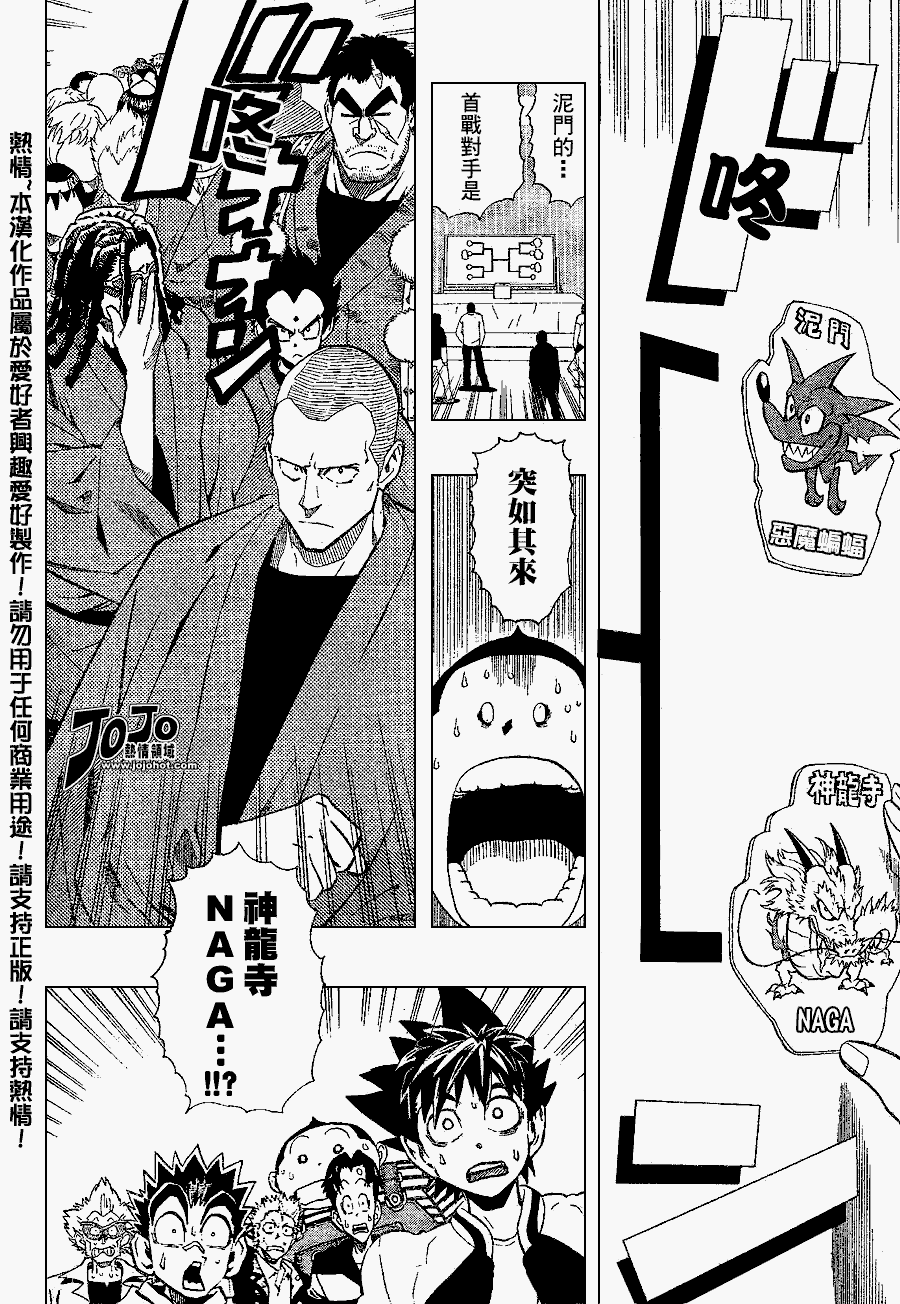 咚
泥門
惡魔蝙蝠
神龍寺
NAGA
泥門的…
首戰對手是
突如其來
咚
神龍寺
NAGA…!!?
JOJO
熱情領域
www.jojohot.com
熱情、本漢化作品屬於愛好者興趣愛好製作！請勿用于任何商業用途！請支持正版！請支持熱情！